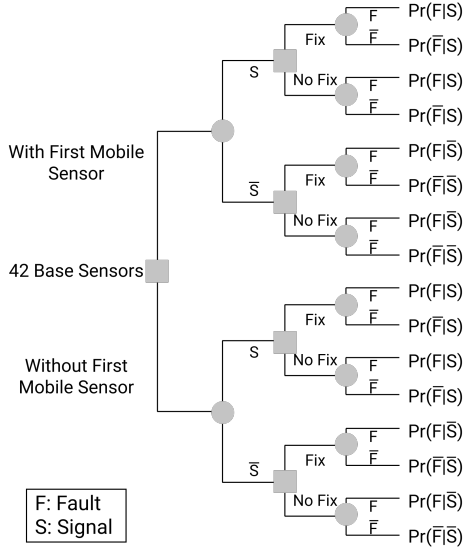 F Pr(F|S)
Fix F̅ Pr(F̅|S)
S No Fix F Pr(F|S)
F̅ Pr(F̅|S)
With First Mobile
Sensor
F Pr(F|S̅)
S̅ Fix F̅ Pr(F̅|S̅)
No Fix F Pr(F|S̅)
F̅ Pr(F̅|S̅)
42 Base Sensors
F Pr(F|S)
Fix F̅ Pr(F̅|S)
S No Fix F Pr(F|S)
F̅ Pr(F̅|S)
Without First
Mobile Sensor
F Pr(F|S̅)
S̅ Fix F̅ Pr(F̅|S̅)
No Fix F Pr(F|S̅)
F̅ Pr(F̅|S̅)
F: Fault
S: Signal